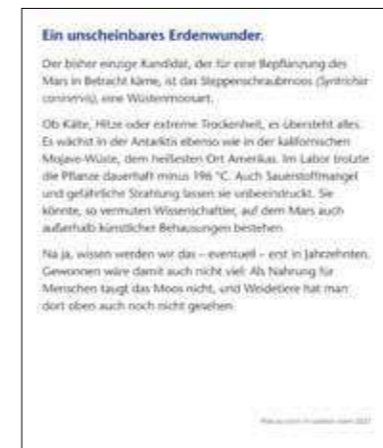 Ein unscheinbares Erdenwunder.
Der bisher einzige Kandidat, der für eine Bepflanzung des
Mars in Betracht käme, ist das Steppenschraubmoos (Syntrichia
caninervis), eine Wüstenmoosart.
Ob Kälte, Hitze oder extreme Trockenheit, es übersteht alles.
Es wächst in der Antarktis ebenso wie in der kalifornischen
Mojave-Wüste, dem heißesten Ort Amerikas. Im Labor trotzte
die Pflanze dauerhaft minus 196 °C. Auch Sauerstoffmangel
und gefährliche Strahlung lassen sie unbeeindruckt. Sie
könnte, so vermuten Wissenschaftler, auf dem Mars auch
außerhalb künstlicher Behausungen bestehen.
Na ja, wissen werden wir das – eventuell – erst in Jahrzehnten.
Gewonnen wäre damit auch nicht viel: Als Nahrung für
Menschen taugt das Moos nicht, und Weidetiere hat man
dort oben auch noch nicht gesehen.